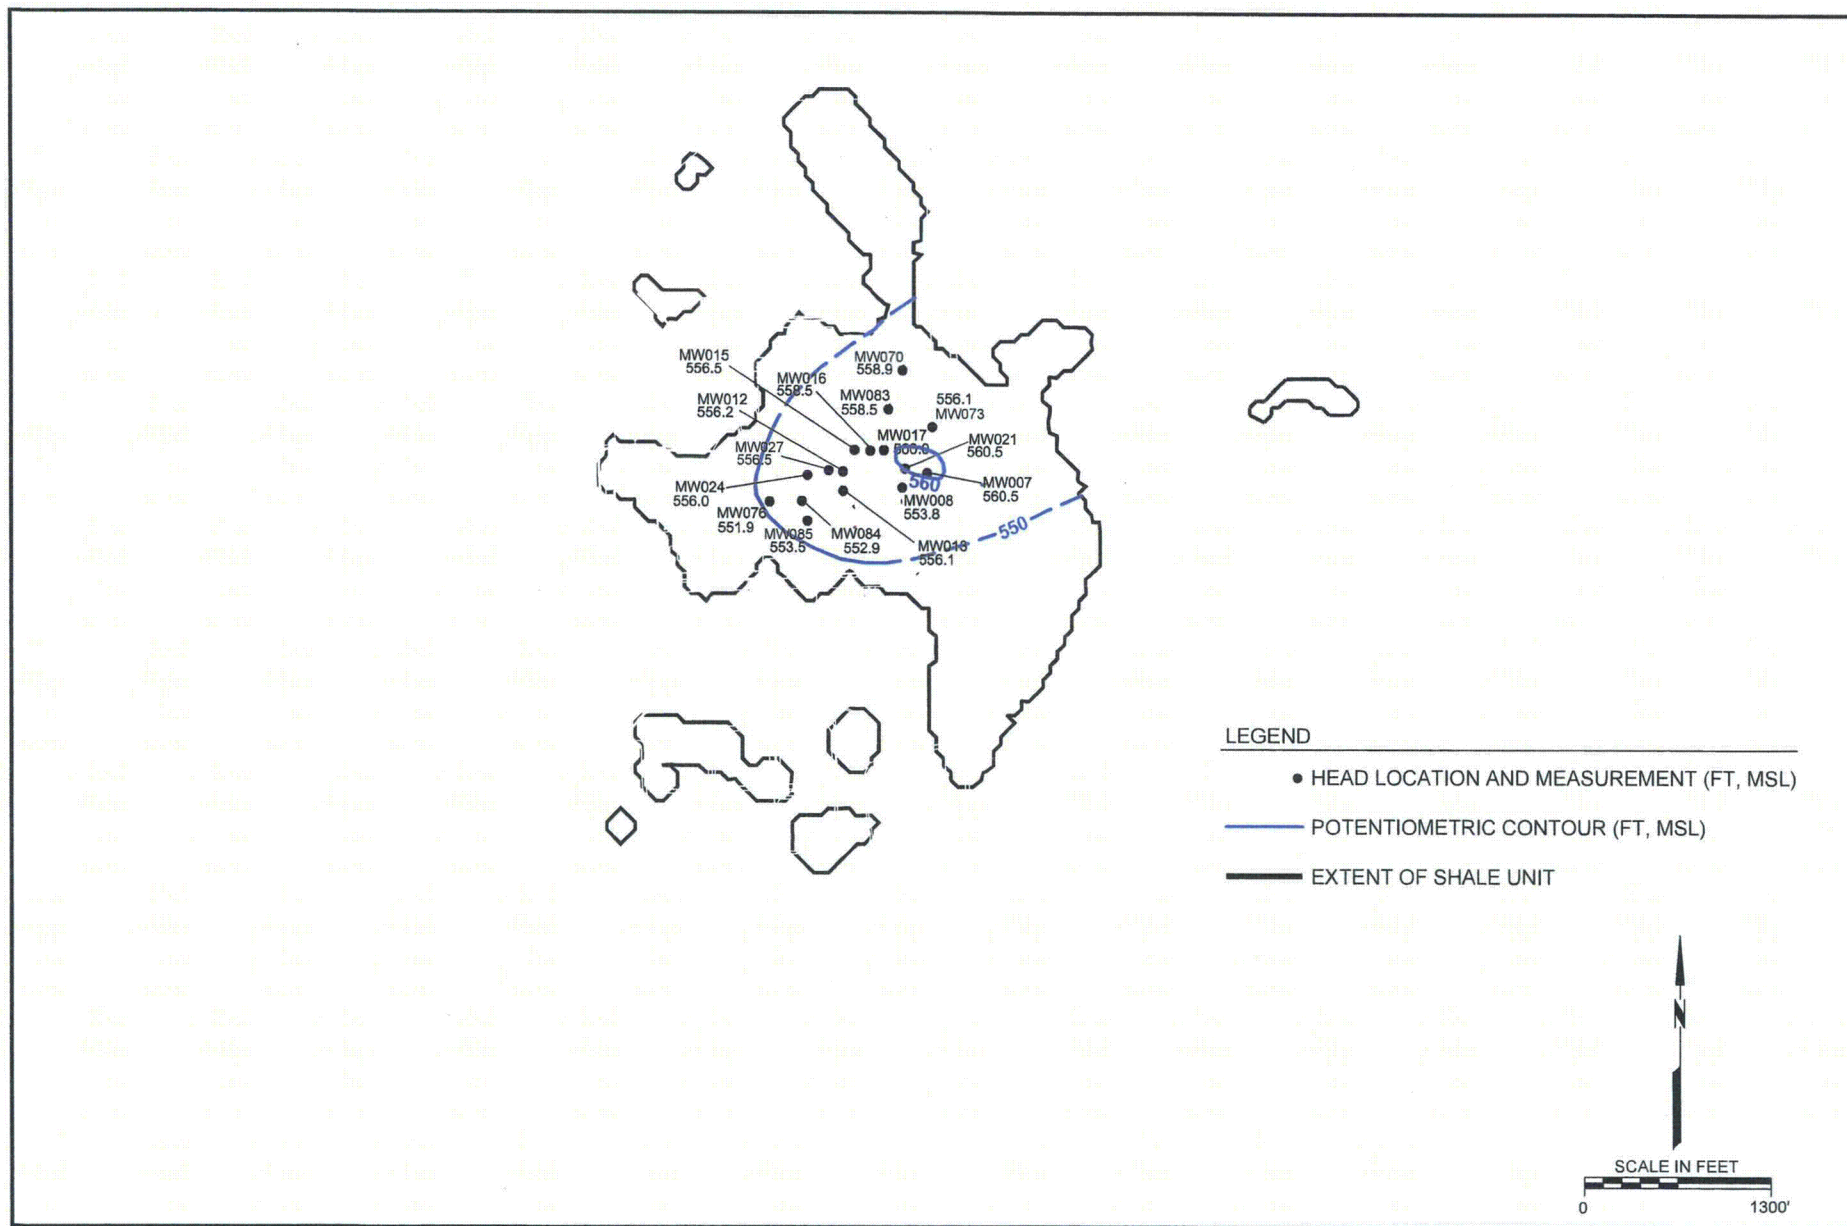 MW015
556.5
MW070
558.9
MW016
558.5
MW083
558.5
MW012
556.2
556.1
MW073
MW017
MW021
560.5
MW027
556.5
560
MW007
560.5
MW024
556.0
MW008
553.8
MW076
551.9
MW085
553.5
MW084
552.9
MW013
556.1
550
LEGEND
HEAD LOCATION AND MEASUREMENT (FT, MSL)
POTENTIOMETRIC CONTOUR (FT, MSL)
EXTENT OF SHALE UNIT
N
SCALE IN FEET
0 1300'